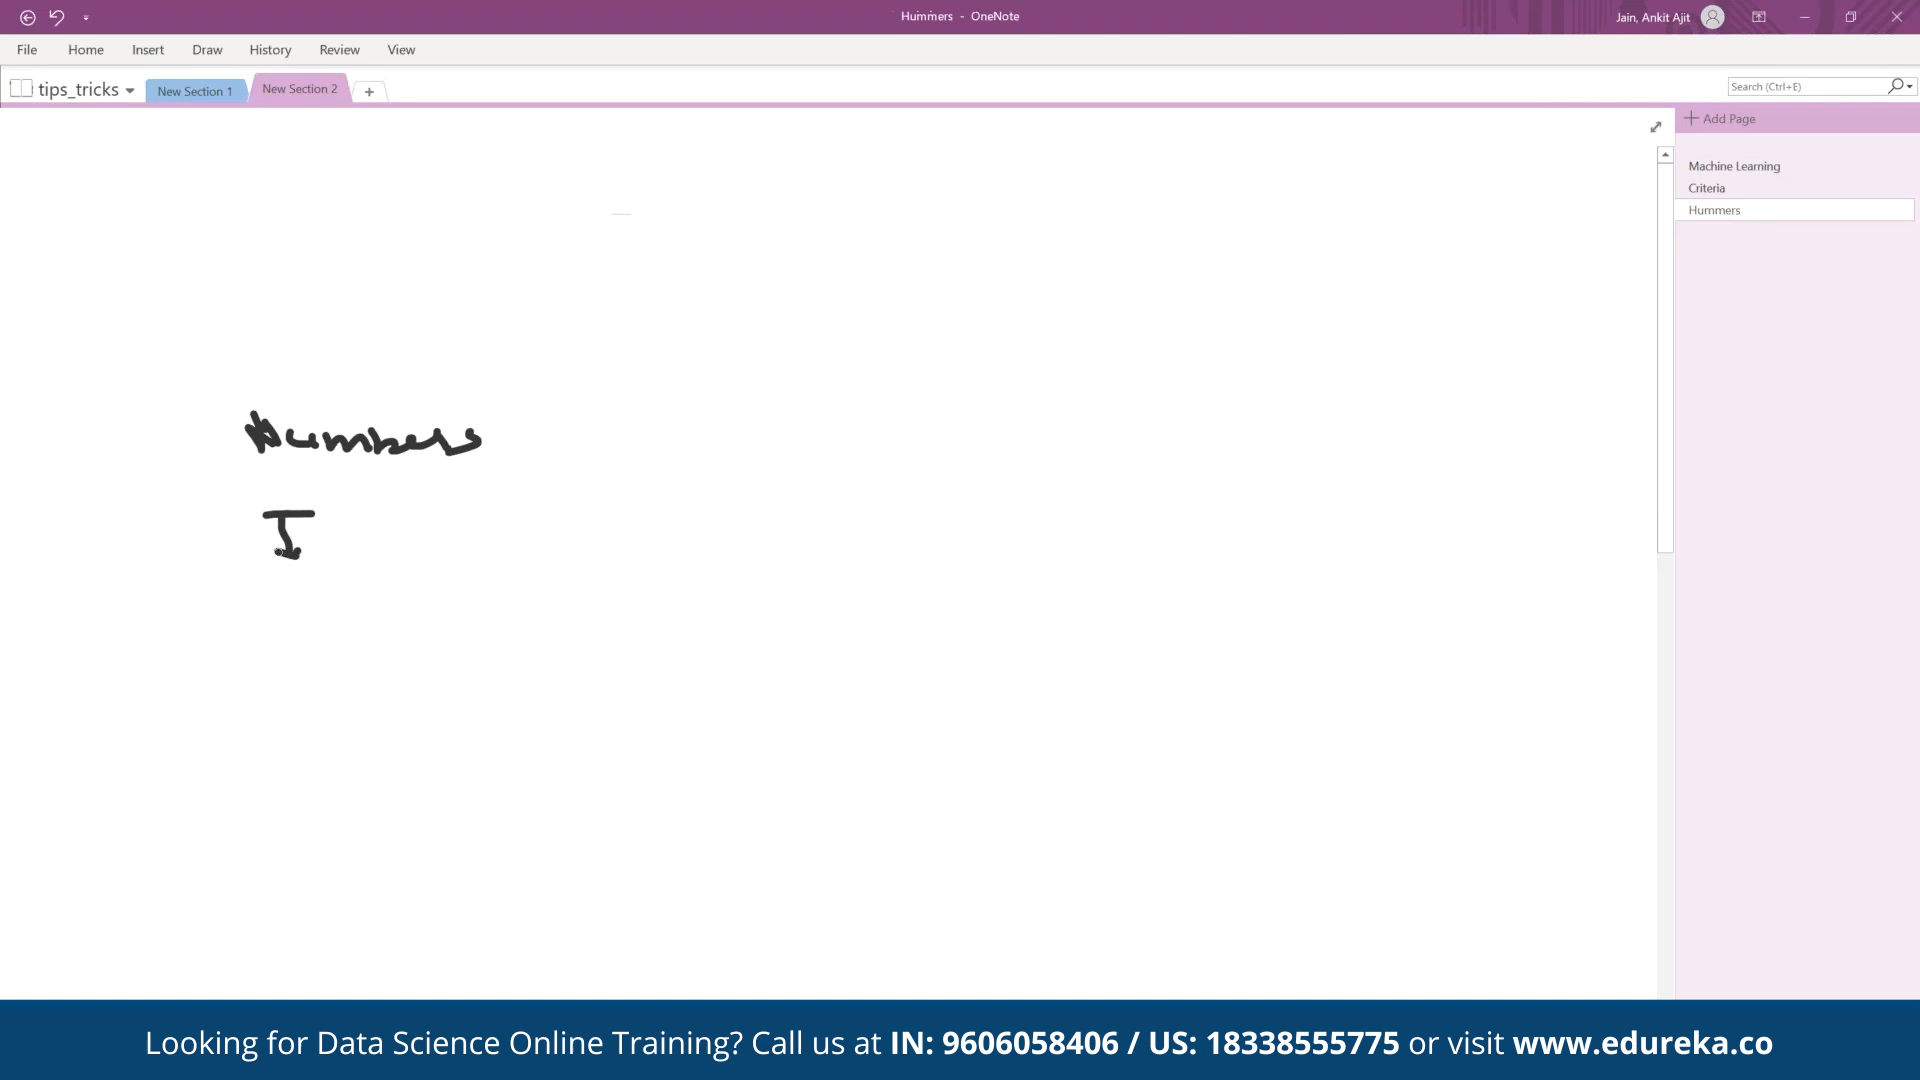 Hummers - OneNote
Jain, Ankit Ajit
File Home Insert Draw History Review View
tips_tricks New Section 1 New Section 2 +
Search (Ctrl+E)
Add Page
Machine Learning
Criteria
Hummers
Numbers
I
Looking for Data Science Online Training? Call us at IN: 9606058406 / US: 18338555775 or visit www.edureka.co